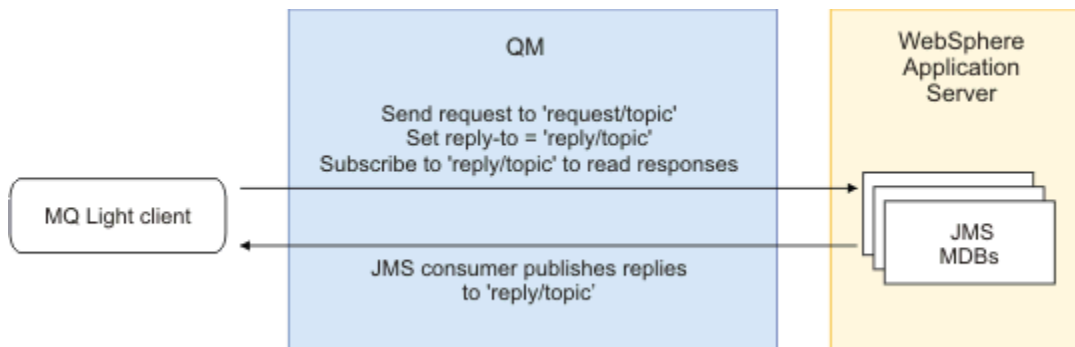 QM
WebSphere
Application
Server
Send request to 'request/topic'
Set reply-to = 'reply/topic'
Subscribe to 'reply/topic' to read responses
MQ Light client
JMS
MDBs
JMS consumer publishes replies
to 'reply/topic'